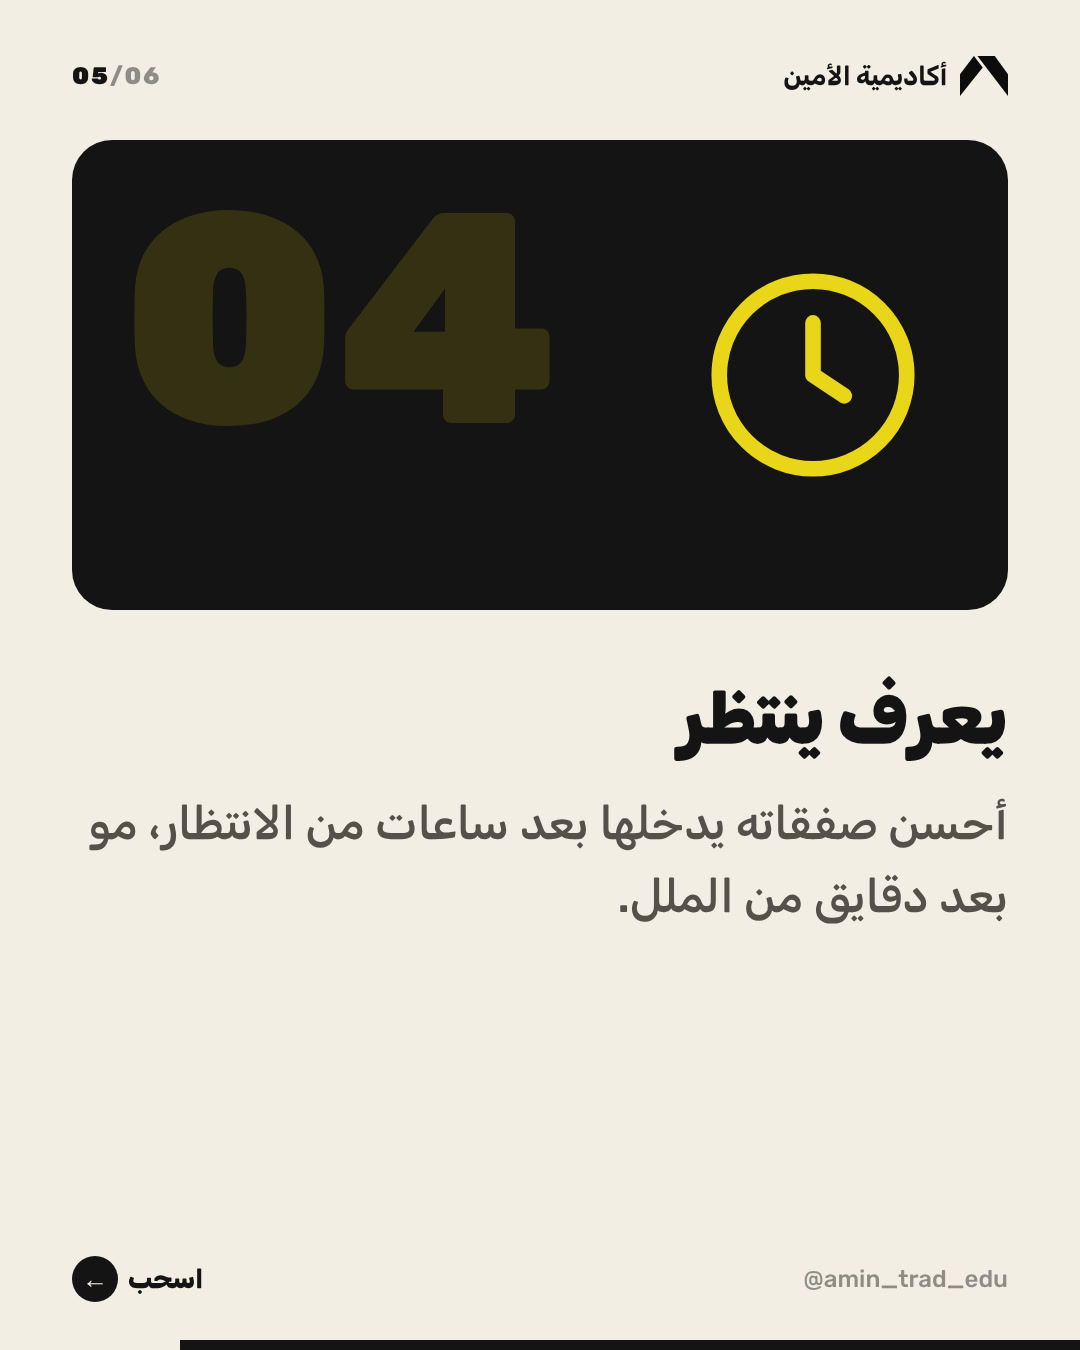 أكاديمية الأمين
05/06
04
يعرف ينتظر
أحسن صفقاته يدخلها بعد ساعات من الانتظار، مو
بعد دقايق من الملل.
@amin_trad_edu
اسحب ←